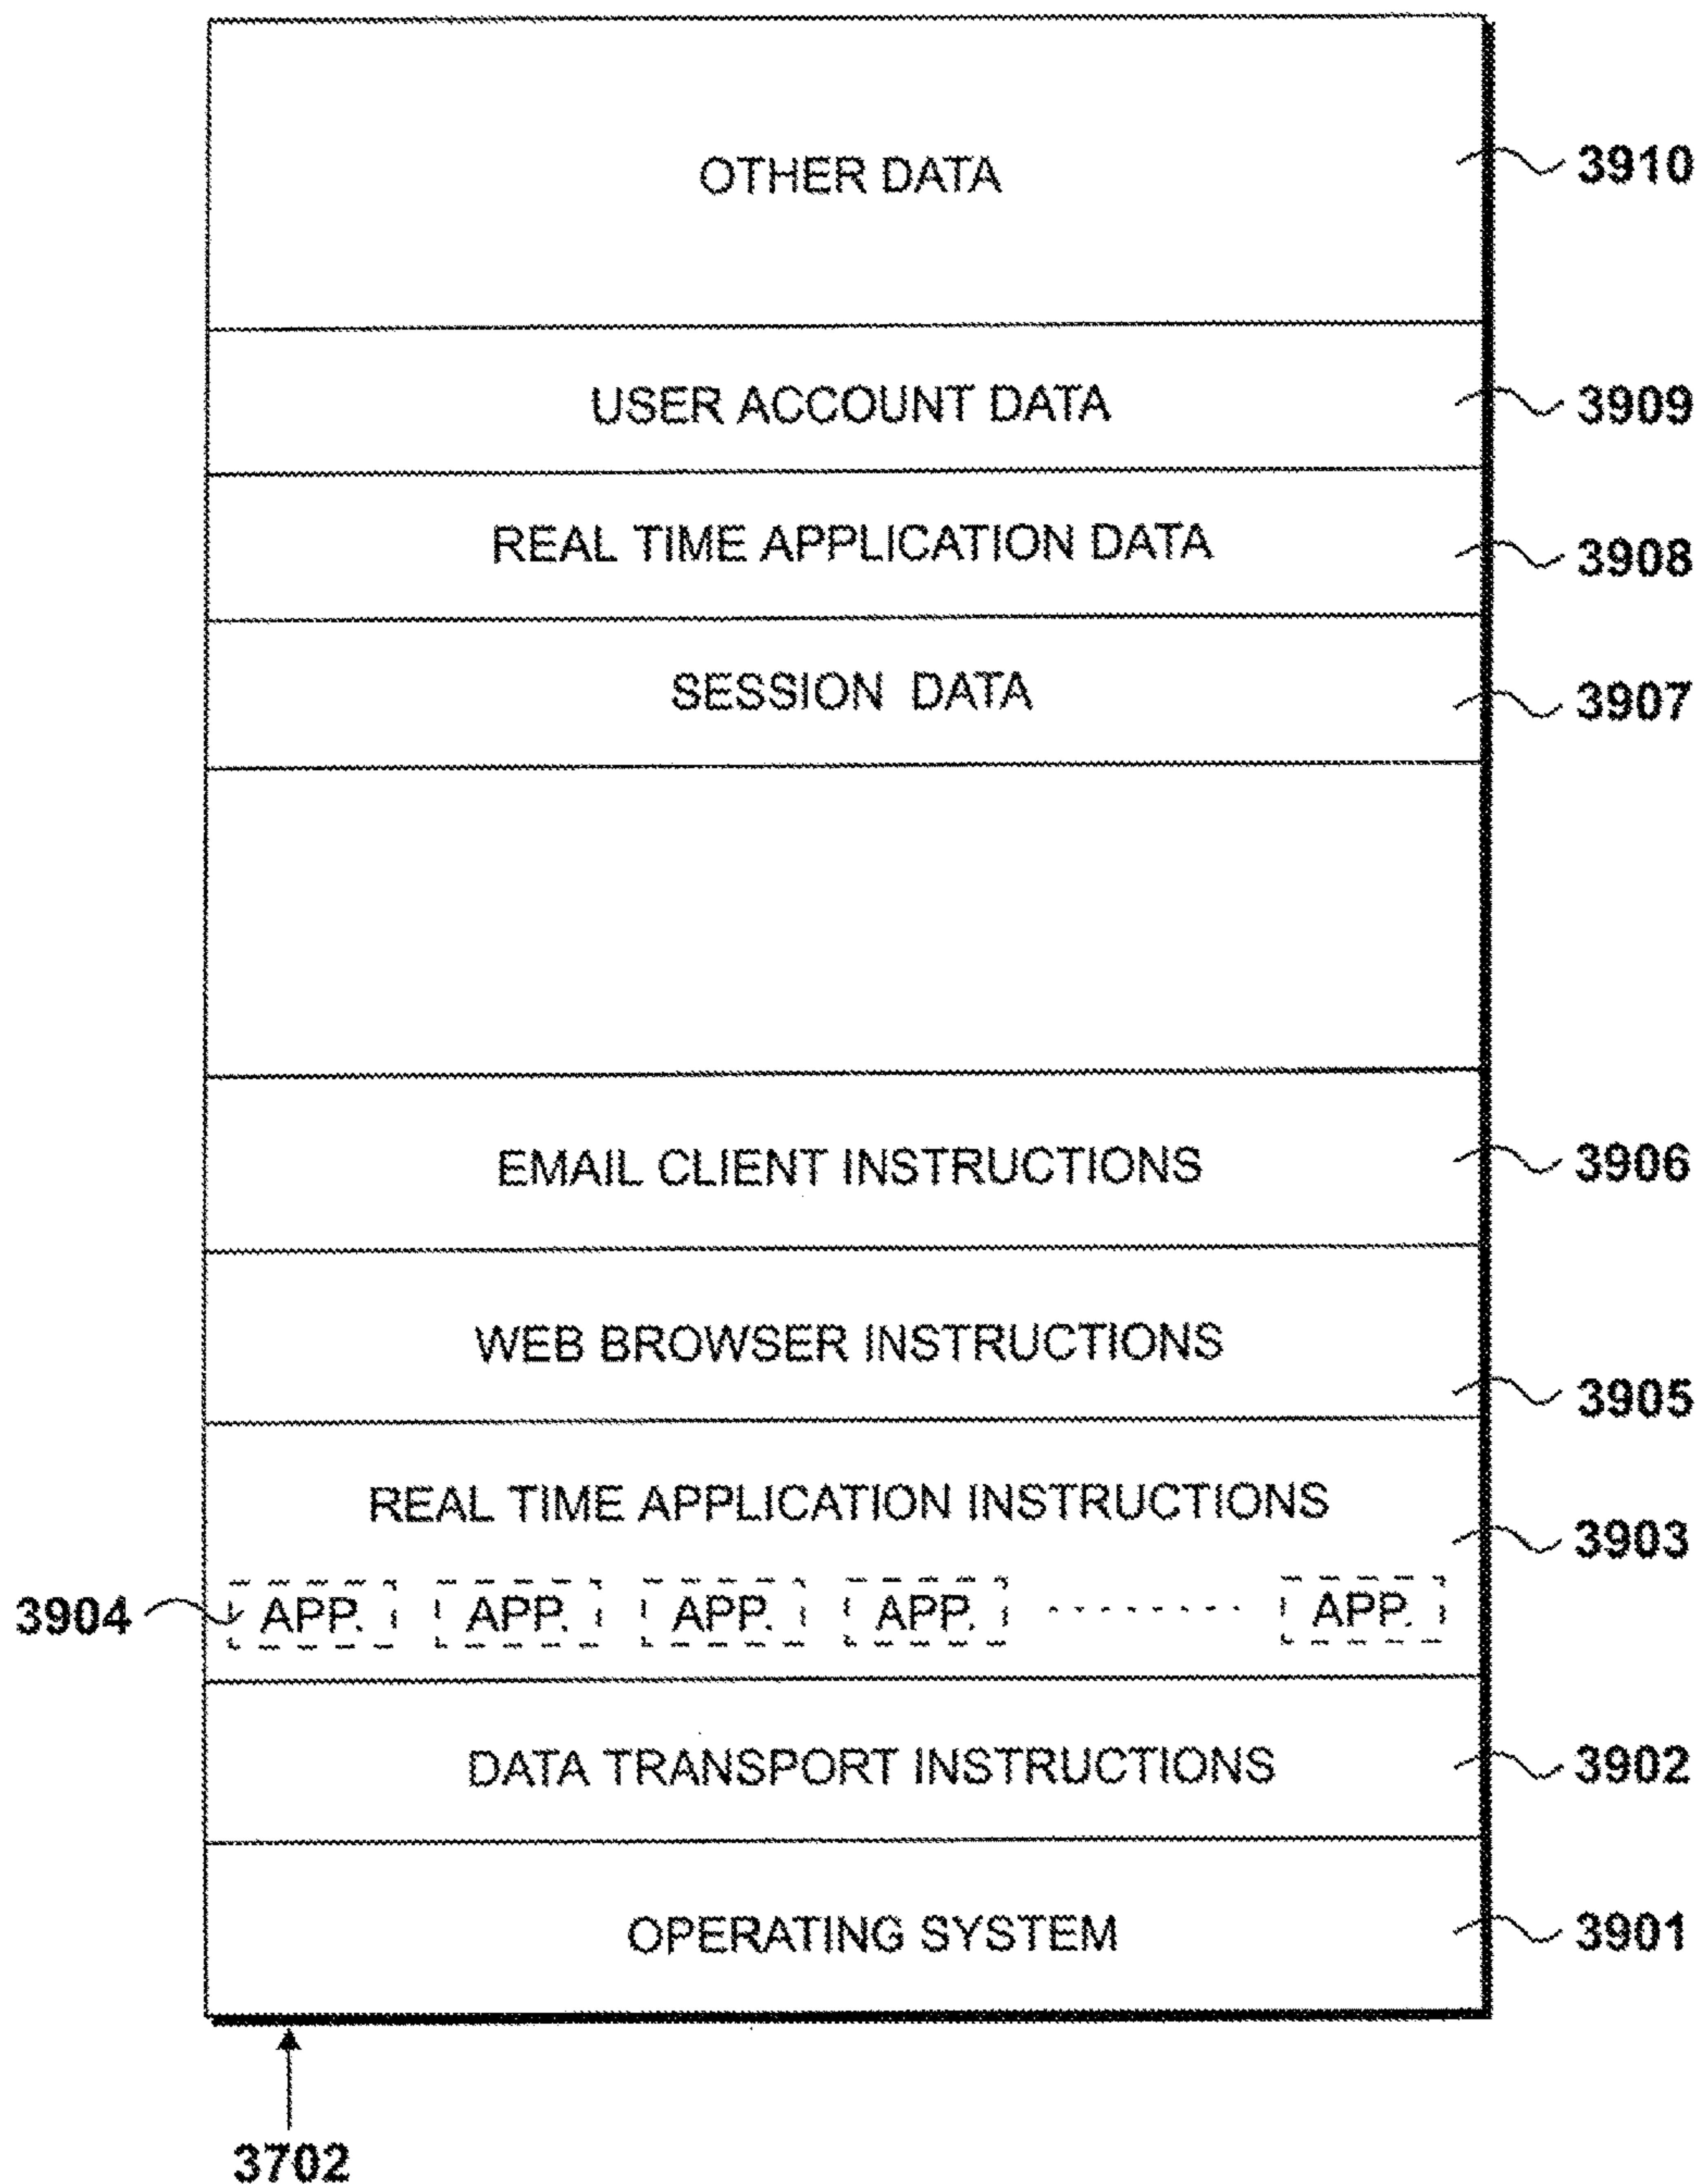 OTHER DATA 3910
USER ACCOUNT DATA 3909
REAL TIME APPLICATION DATA 3908
SESSION DATA 3907
EMAIL CLIENT INSTRUCTIONS 3906
WEB BROWSER INSTRUCTIONS 3905
REAL TIME APPLICATION INSTRUCTIONS 3903
3904 APP. APP. APP. APP. APP.
DATA TRANSPORT INSTRUCTIONS 3902
OPERATING SYSTEM 3901
3702